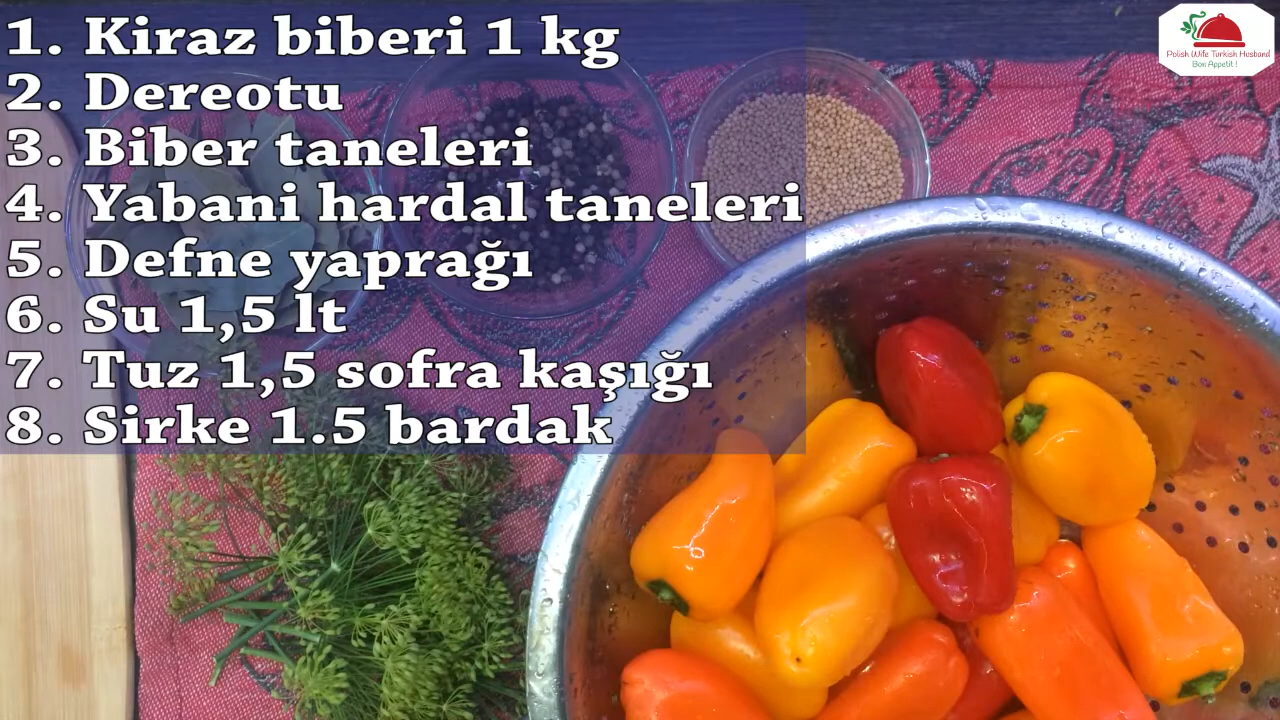 1. Kiraz biberi 1 kg
2. Dereotu
3. Biber taneleri
4. Yabani hardal taneleri
5. Defne yaprağı
6. Su 1,5 lt
7. Tuz 1,5 sofra kaşığı
8. Sirke 1.5 bardak
Polish Wife Turkish Husband
Bon Appetit !